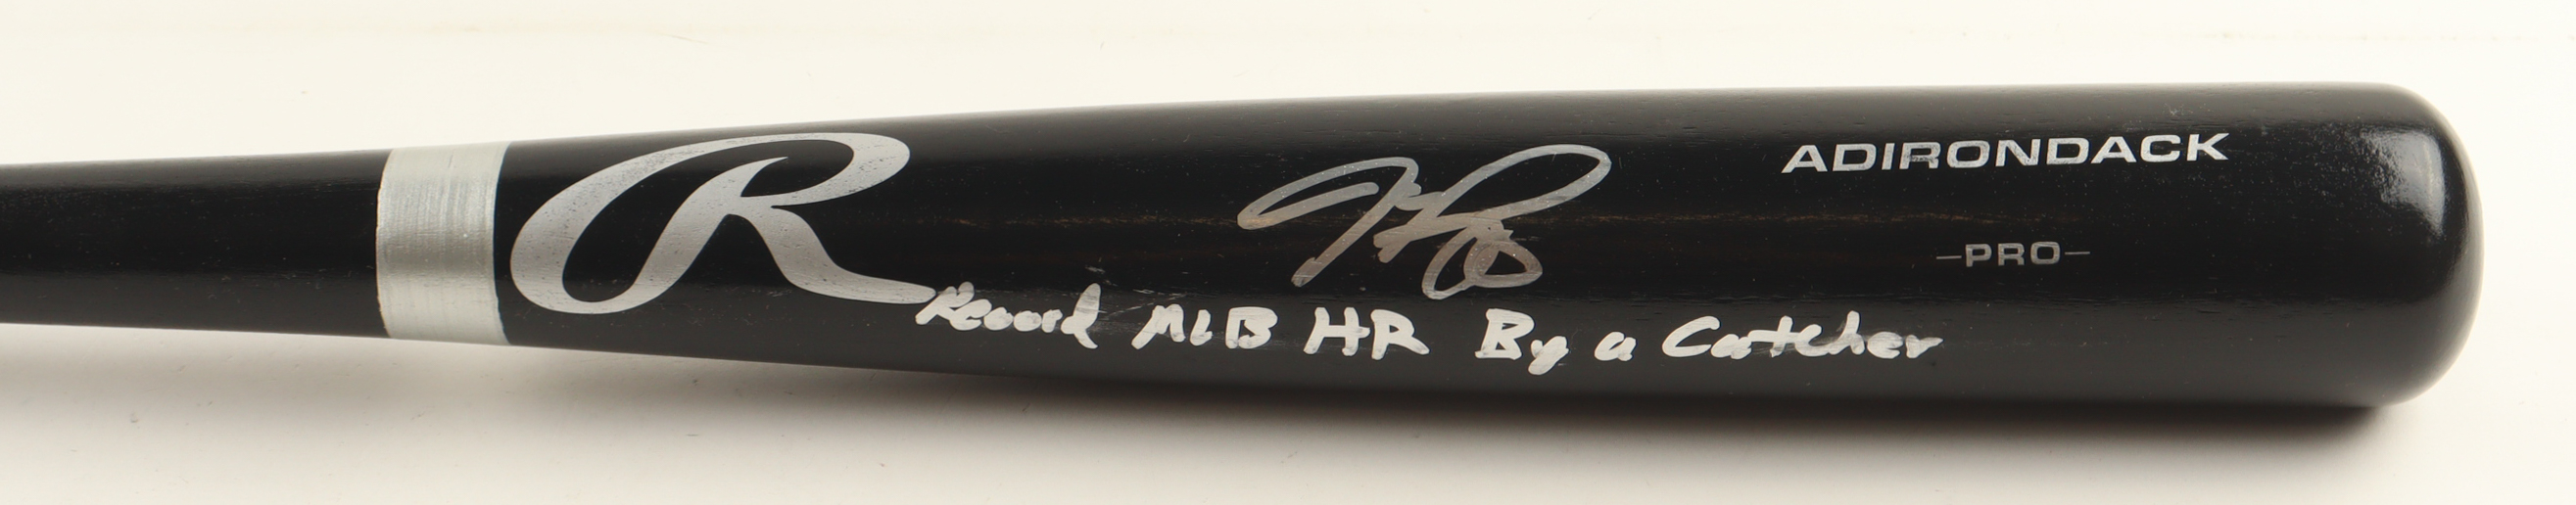 R
ADIRONDACK
-PRO-
Record MLB HR By a Catcher